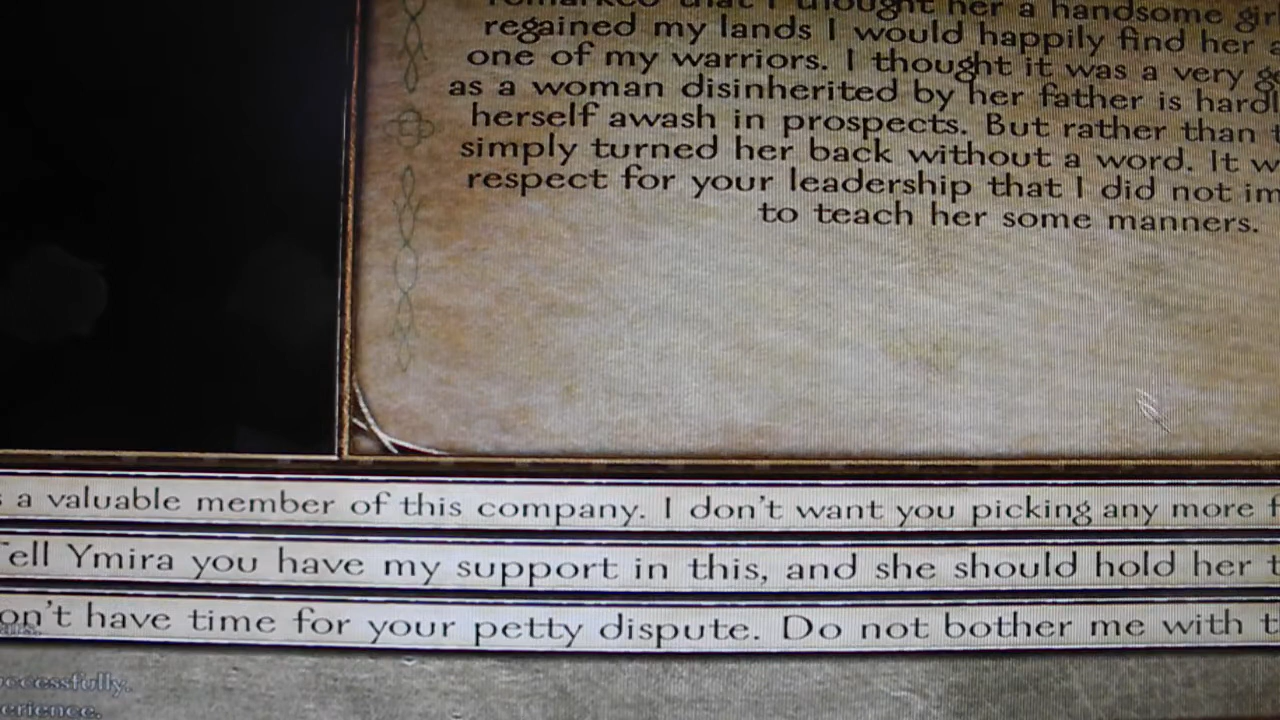 that I thought her a handsome
regained my lands I would happily find her
one of my warriors. I thought it was a very
as a woman disinherited by her father is
herself awash in prospects. But rather than
simply turned her back without a word. It
respect for your leadership that I did not
to teach her some manners.
a valuable member of this company. I don't want you picking any more
Ymira you have my support in this, and she should hold her
have time for your petty dispute. Do not bother me with